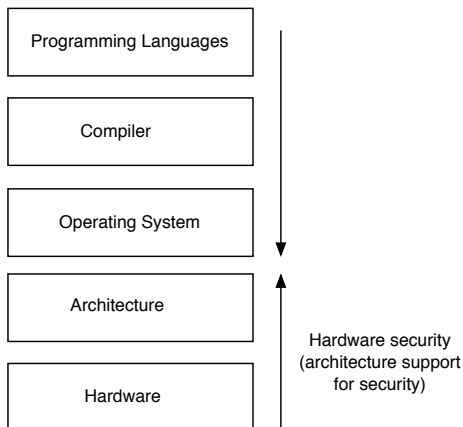 Programming Languages
Compiler
Operating System
Architecture
Hardware
Hardware security
(architecture support
for security)